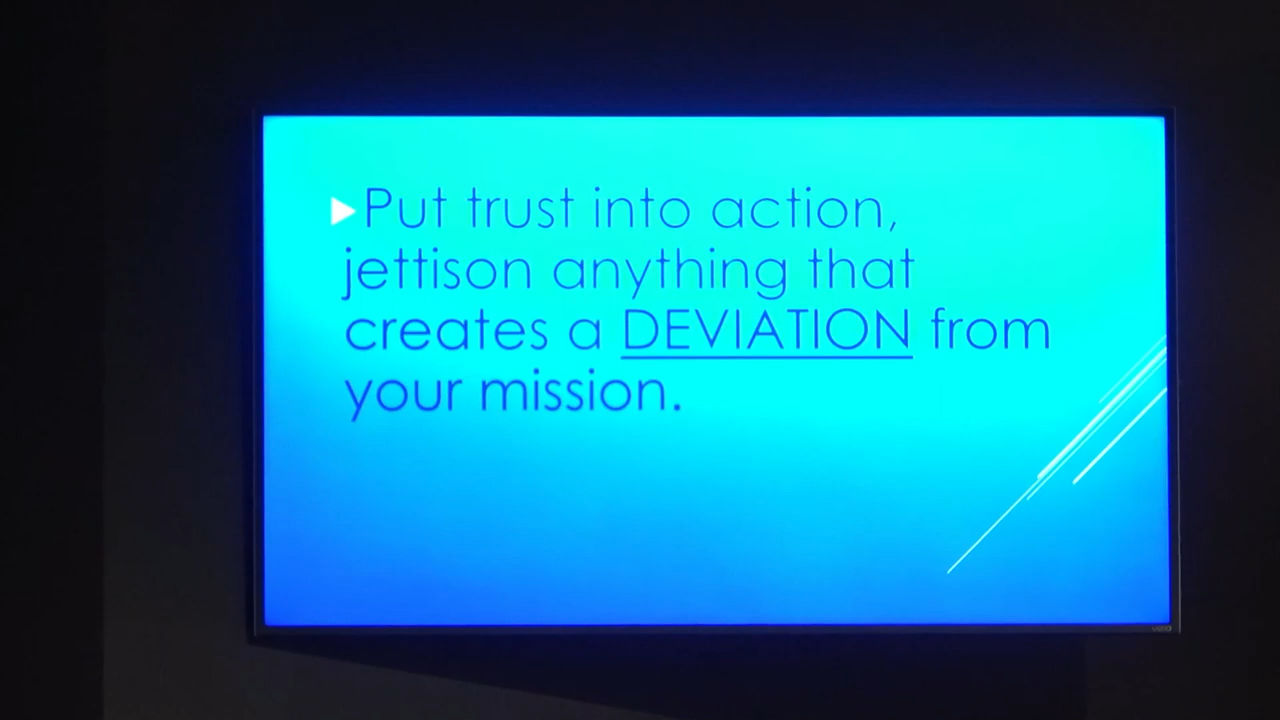 Put trust into action,
jettison anything that
creates a DEVIATION from
your mission.